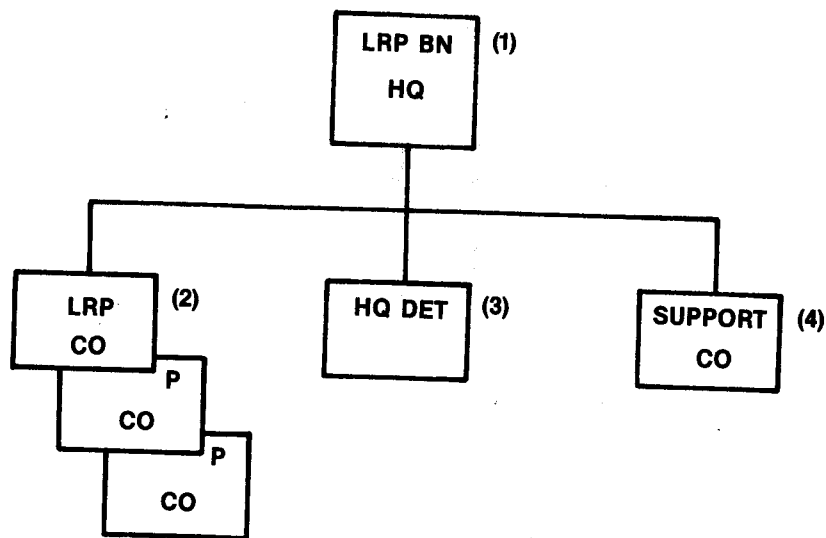 LRP BN (1)
HQ
LRP (2)
CO
P
CO
P
CO
HQ DET (3)
SUPPORT (4)
CO